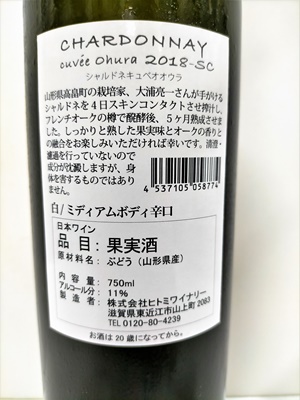 CHARDONNAY
cuvée Ohura 2018-SC
シャルドネキュベオオウラ
山形県高畠町の栽培家、大浦亮一さんが手がける
シャルドネを４日スキンコンタクトさせ搾汁し、
フレンチオークの樽で醗酵後、５ヶ月熟成させまし
た。しっかりと熟した果実味とオークの香りと
の融合をお楽しみいただければ幸いです。清澄・
濾過を行っていないので
成分が沈澱しますが、身
体を害するものではあり
ません。
4537105058774
白/ミディアムボディ辛口
日本ワイン
品 目：果実酒
原材料名：ぶどう（山形県産）
容量：750ml
アルコール分：11%
製造者：株式会社ヒトミワイナリー
滋賀県東近江市山上町 2083
TEL 0120-80-4239
お酒は 20 歳になってから。